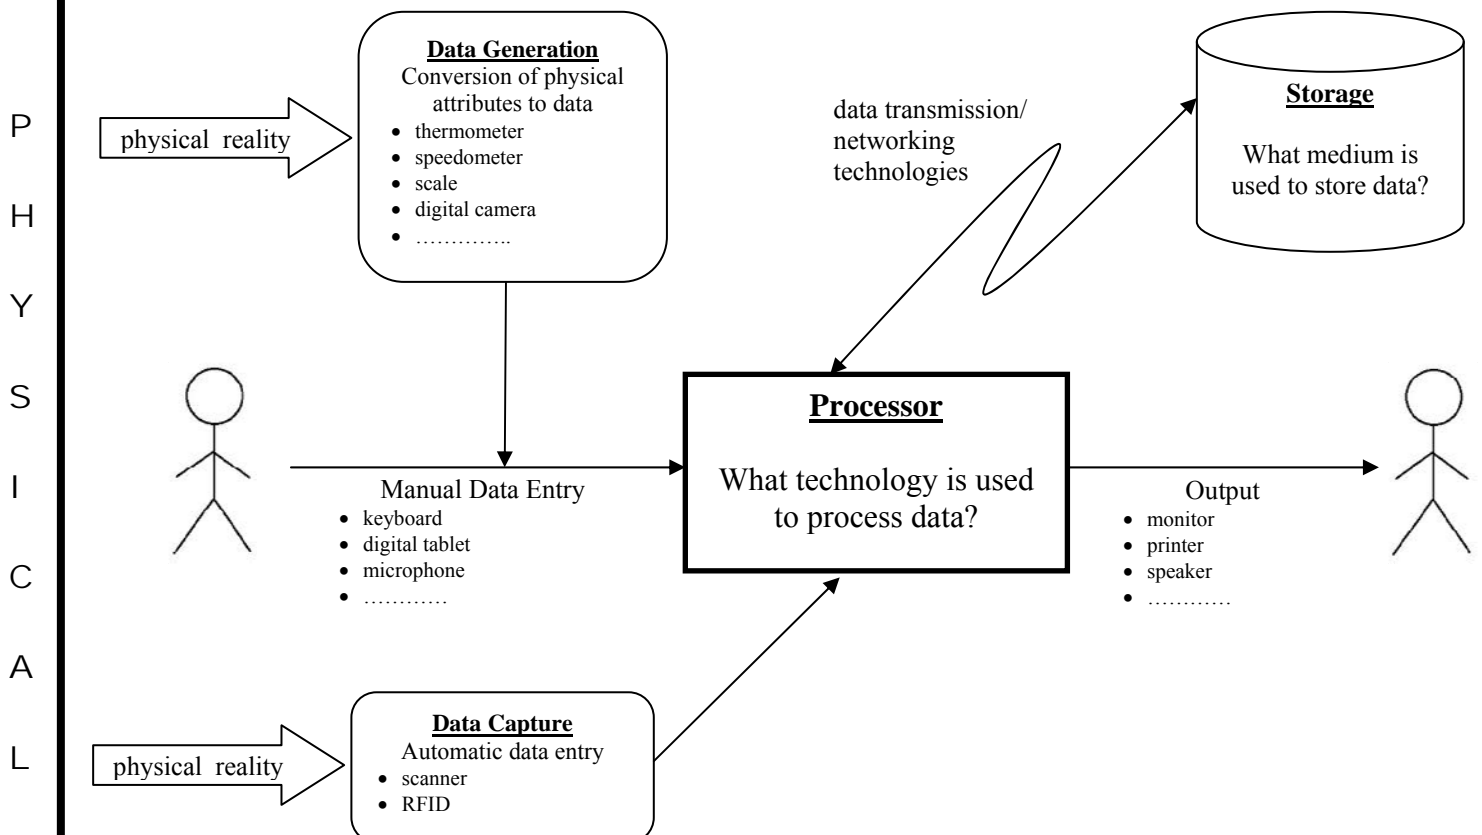 P
H
Y
S
I
C
A
L
physical reality
Data Generation
Conversion of physical
attributes to data
• thermometer
• speedometer
• scale
• digital camera
• …………..
data transmission/
networking
technologies
Storage
What medium is
used to store data?
Manual Data Entry
• keyboard
• digital tablet
• microphone
• …………
Processor
What technology is used
to process data?
Output
• monitor
• printer
• speaker
• …………
physical reality
Data Capture
Automatic data entry
• scanner
• RFID